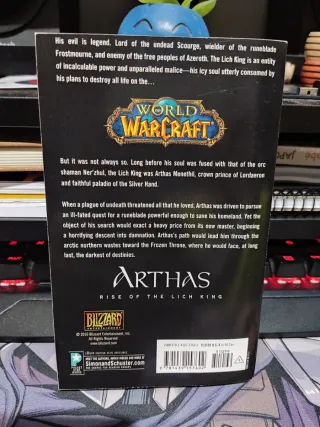 His evil is legend. Lord of the undead Scourge, wielder of the runeblade
Frostmourne, and enemy of the free peoples of Azeroth. The Lich King is an entity
of incalculable power and unparalleled malice—his icy soul utterly consumed by
his plans to destroy all life on the...
WORLD
OF
WARCRAFT
But it was not always so. Long before his soul was fused with that of the orc
shaman Ner'zhul, the Lich King was Arthas Menethil, crown prince of Lordaeron
and faithful paladin of the Silver Hand.
When a plague of undeath threatened all that he loved, Arthas was driven to pursue
an ill-fated quest for a runeblade powerful enough to save his homeland. Yet the
object of his search would exact a heavy price from its new master, beginning
a horrifying descent into damnation. Arthas's path would lead him through the
arctic northern wastes toward the Frozen Throne, where he would face, at long
last, the darkest of destinies.
ARTHAS
RISE OF THE LICH KING
BLIZZARD
ENTERTAINMENT
© 2010 Blizzard Entertainment, Inc.
All Rights Reserved.
www.blizzard.com
SimonandSchuster.com